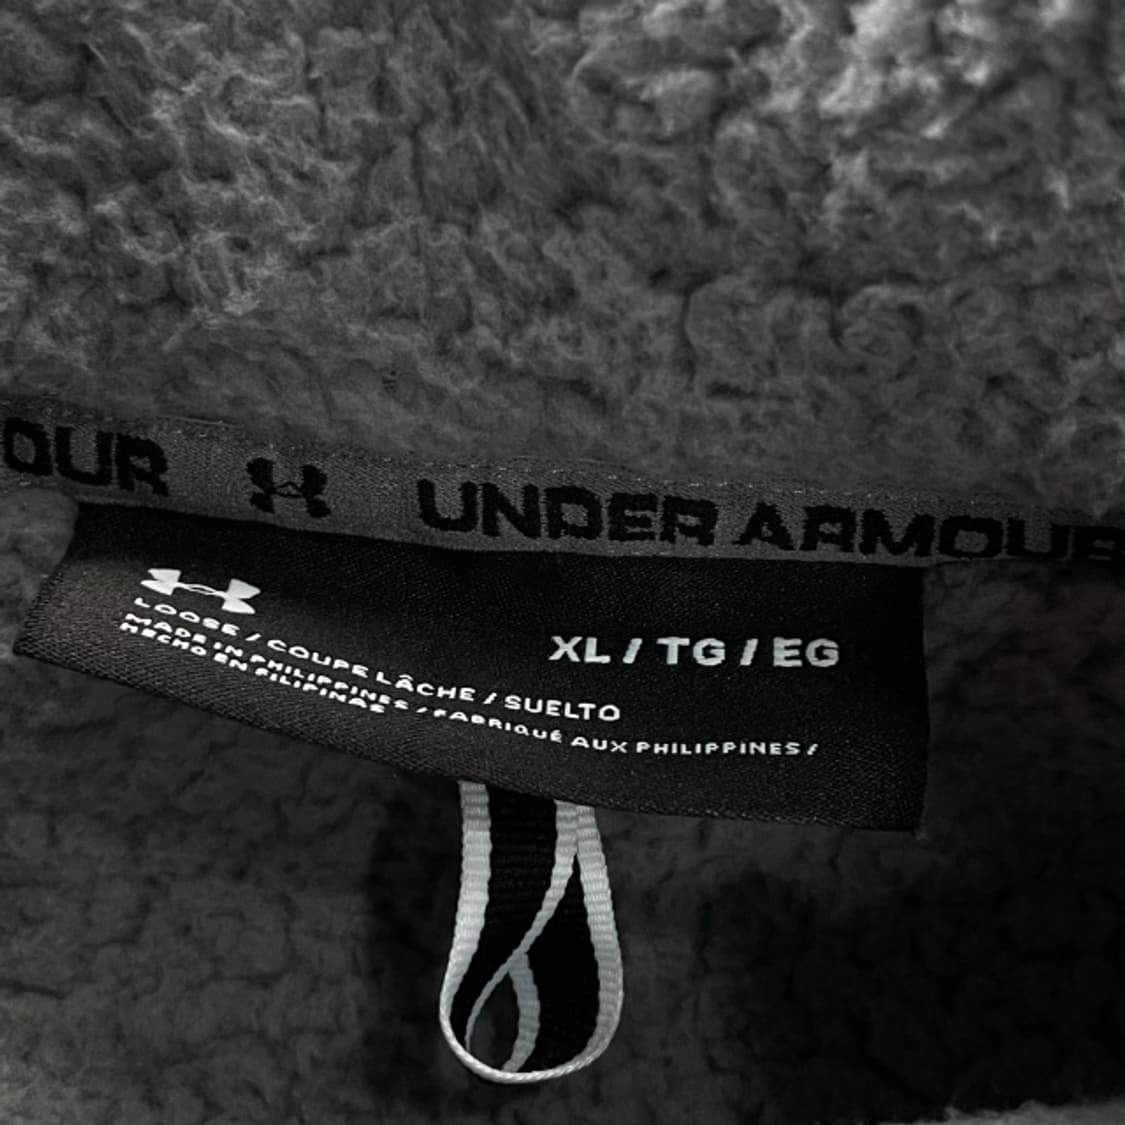 OUR UNDER ARMOUR
XL / TG / EG
LOOSE / COUPE LÂCHE / SUELTO
MADE IN PHILIPPINES / FABRIQUÉ AUX PHILIPPINES /
HECHO EN FILIPINAS